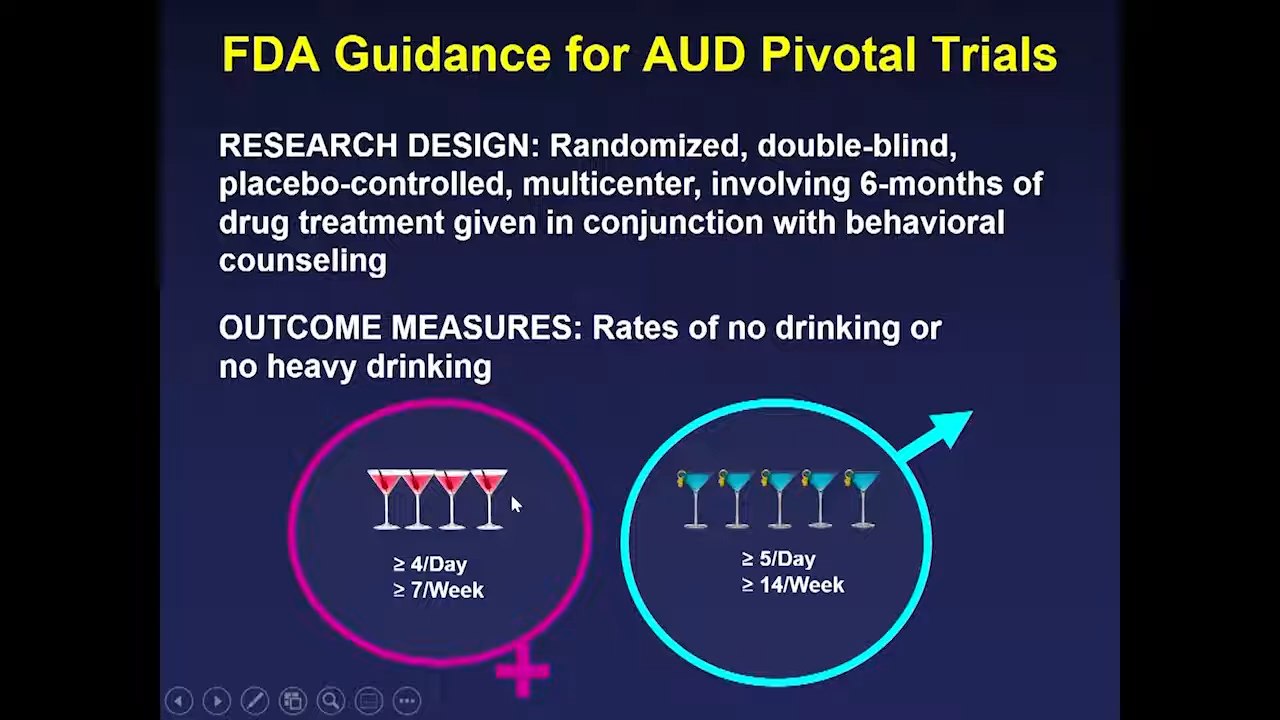 FDA Guidance for AUD Pivotal Trials
RESEARCH DESIGN: Randomized, double-blind,
placebo-controlled, multicenter, involving 6-months of
drug treatment given in conjunction with behavioral
counseling
OUTCOME MEASURES: Rates of no drinking or
no heavy drinking
≥ 4/Day
≥ 7/Week
≥ 5/Day
≥ 14/Week